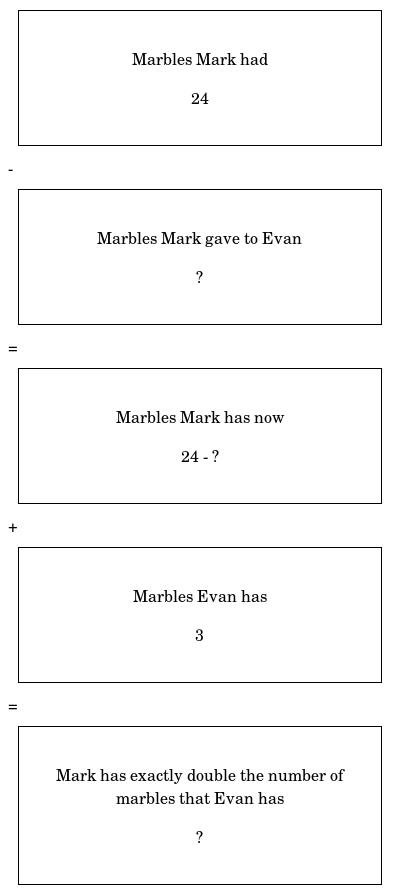 Marbles Mark had
24
-
Marbles Mark gave to Evan
?
=
Marbles Mark has now
24 - ?
+
Marbles Evan has
3
=
Mark has exactly double the number of
marbles that Evan has
?